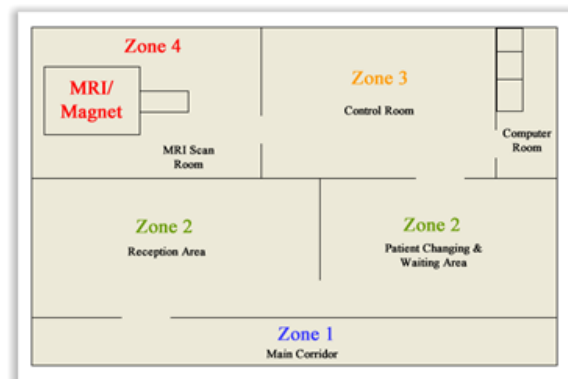 Zone 4
MRI/
Magnet
MRI Scan
Room
Zone 3
Control Room
Computer
Room
Zone 2
Reception Area
Zone 2
Patient Changing &
Waiting Area
Zone 1
Main Corridor